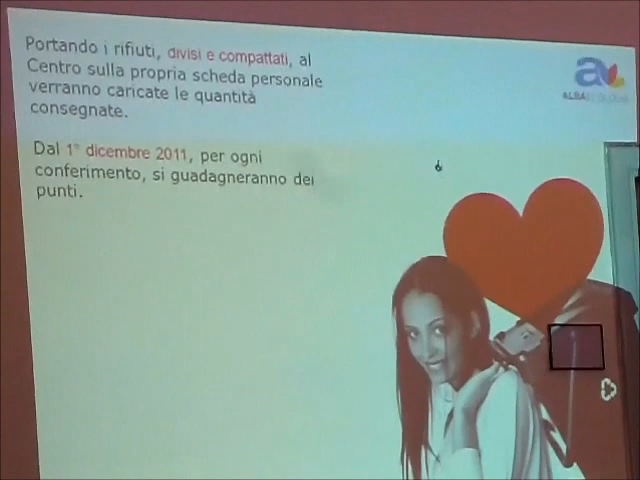 Portando i rifiuti, divisi e compattati, al
Centro sulla propria scheda personale
verranno caricate le quantità
consegnate.
Dal 1° dicembre 2011, per ogni
conferimento, si guadagneranno dei
punti.
a
ALBA